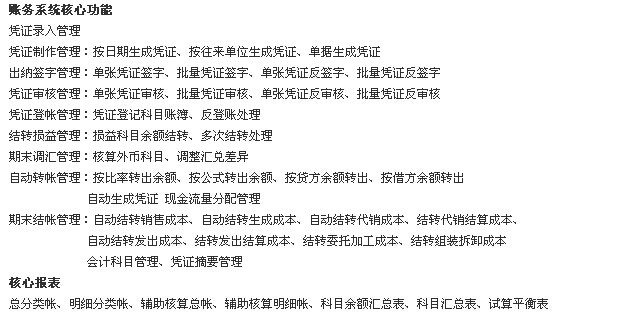 账务系统核心功能
凭证录入管理
凭证制作管理：按日期生成凭证、按往来单位生成凭证、单据生成凭证
出纳签字管理：单张凭证签字、批量凭证签字、单张凭证反签字、批量凭证反签字
凭证审核管理：单张凭证审核、批量凭证审核、单张凭证反审核、批量凭证反审核
凭证登帐管理：凭证登记科目账簿、反登账处理
结转损益管理：损益科目余额结转、多次结转处理
期末调汇管理：核算外币科目、调整汇兑差异
自动转帐管理：按比率转出余额、按公式转出余额、按贷方余额转出、按借方余额转出
自动生成凭证 现金流量分配管理
期末结帐管理：自动结转销售成本、自动结转生成成本、自动结转代销成本、结转代销结算成本、
自动结转发出成本、结转发出结算成本、结转委托加工成本、结转组装拆卸成本
会计科目管理、凭证摘要管理
核心报表
总分类帐、明细分类帐、辅助核算总帐、辅助核算明细帐、科目余额汇总表、科目汇总表、试算平衡表